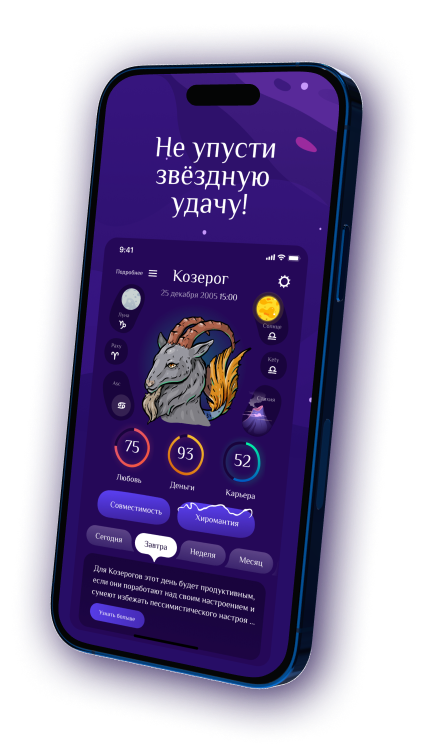 Не упусти
звёздную
удачу!
9:41
Подробнее
Козерог
25 декабря 2005 15:00
Луна
Солнце
Раху
Кету
Asc
Стихия
75
93
52
Любовь
Деньги
Карьера
Совместимость
Хиромантия
Сегодня
Завтра
Неделя
Месяц
Для Козерогов этот день будет продуктивным,
если они поработают над своим настроением и
сумеют избежать пессимистического настроя ...
Узнать больше